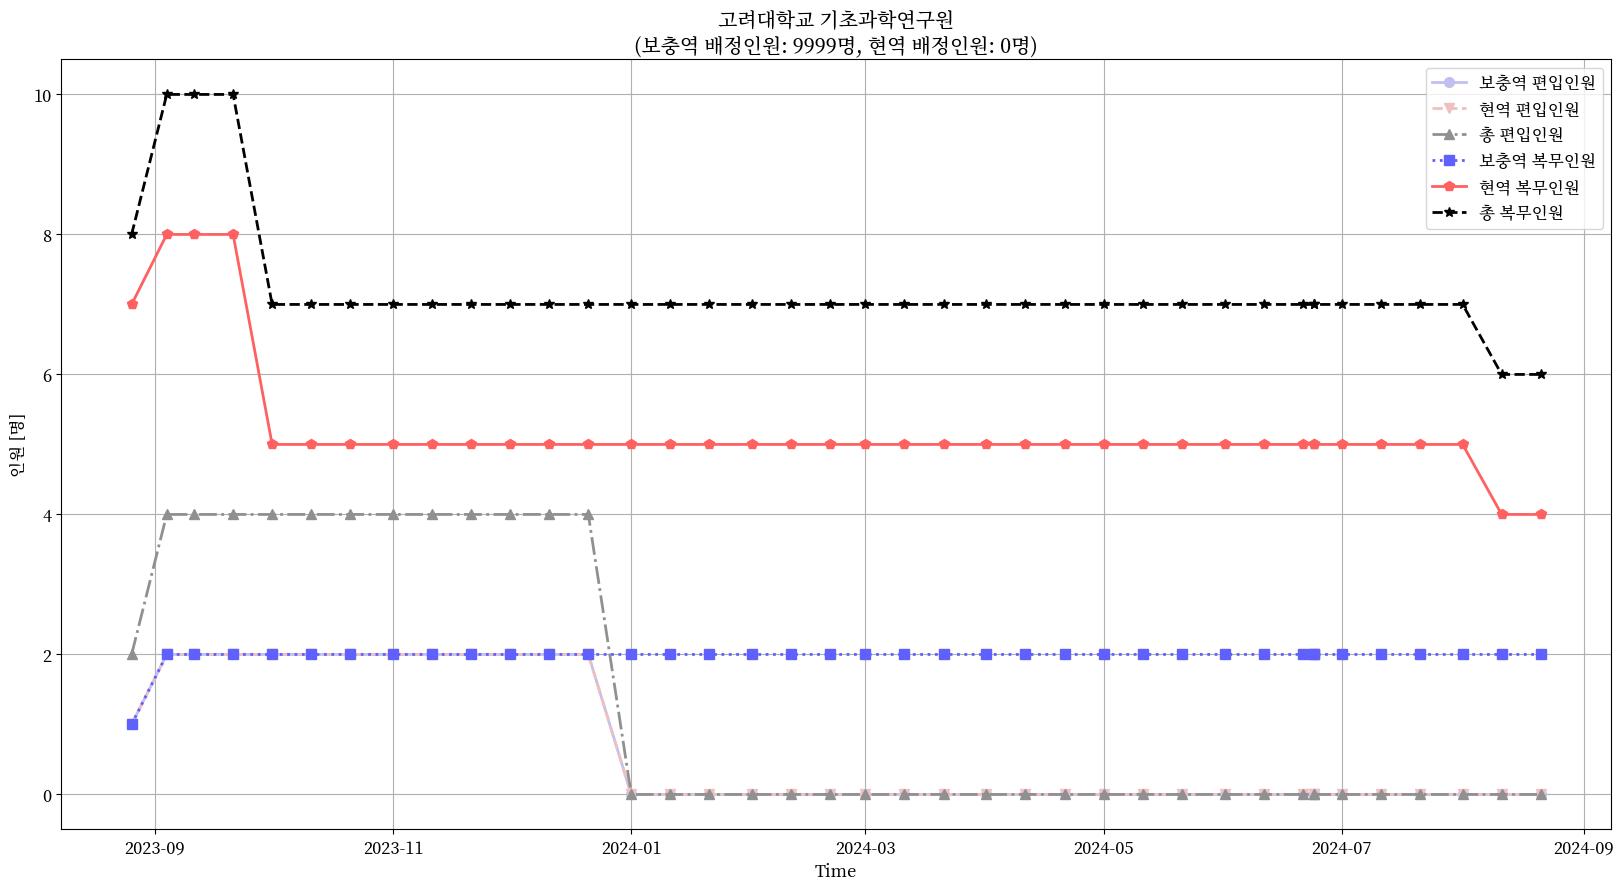 고려대학교 기초과학연구원
(보충역 배정인원: 9999명, 현역 배정인원: 0명)
보충역 편입인원
현역 편입인원
총 편입인원
보충역 복무인원
현역 복무인원
총 복무인원
인원 [명]
10
8
6
4
2
0
2023-09
2023-11
2024-01
2024-03
2024-05
2024-07
2024-09
Time